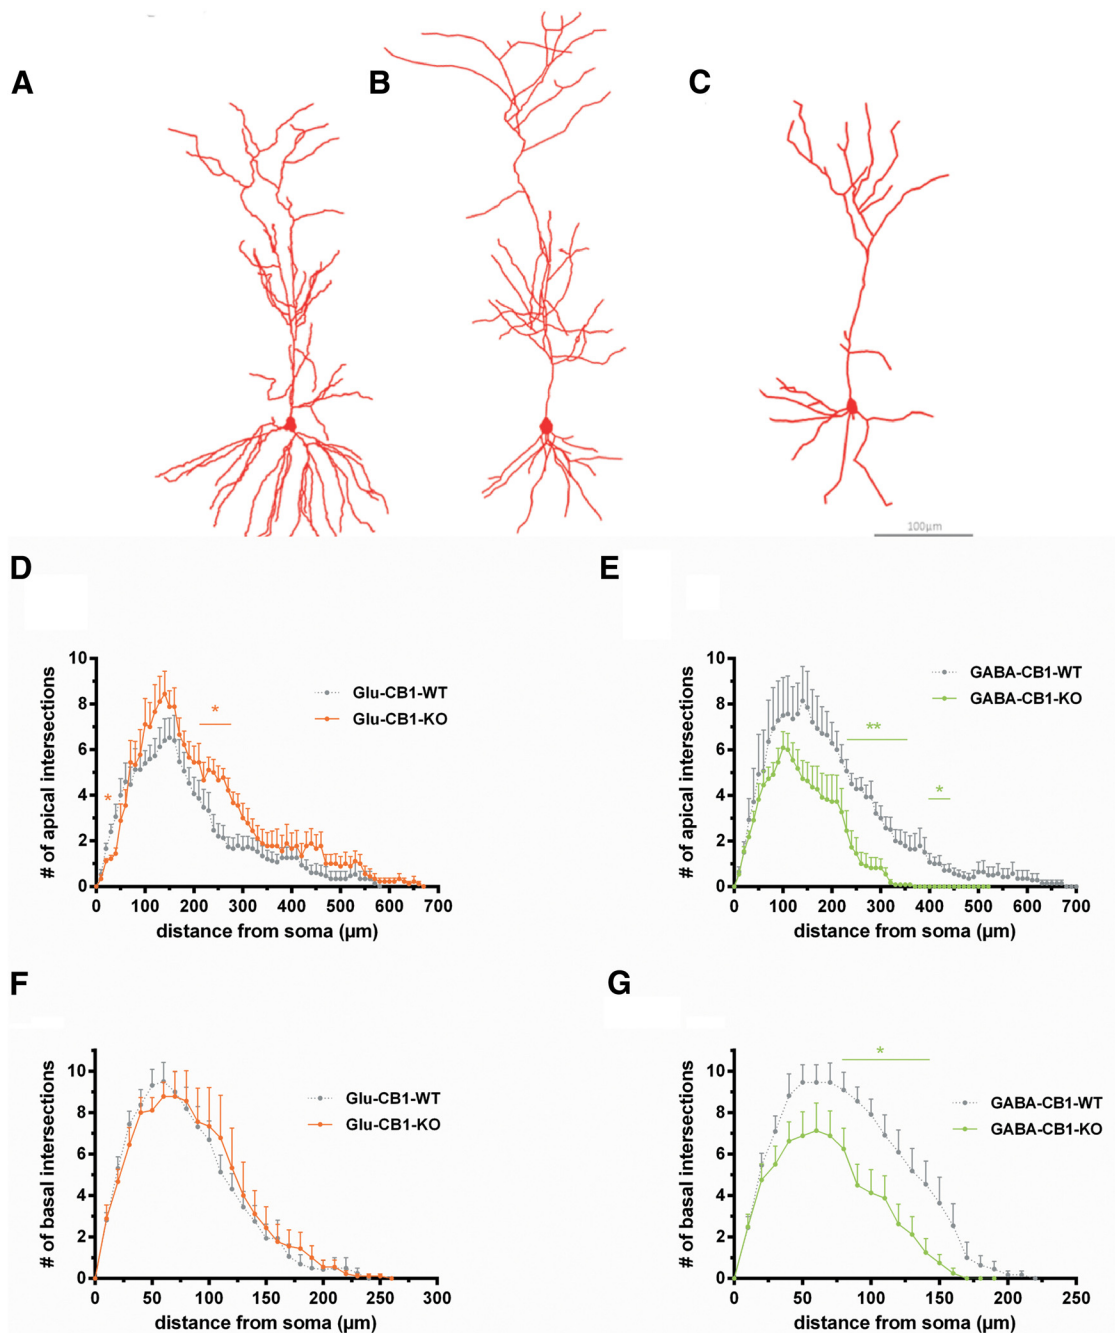 A
B
C
100µm
D
E
# of apical intersections
10
8
6
4
2
0
*
*
Glu-CB1-WT
Glu-CB1-KO
0 100 200 300 400 500 600 700
distance from soma (µm)
# of apical intersections
10
8
6
4
2
0
**
*
GABA-CB1-WT
GABA-CB1-KO
0 100 200 300 400 500 600 700
distance from soma (µm)
F
G
# of basal intersections
10
8
6
4
2
0
Glu-CB1-WT
Glu-CB1-KO
0 50 100 150 200 250 300
distance from soma (µm)
# of basal intersections
10
8
6
4
2
0
*
GABA-CB1-WT
GABA-CB1-KO
0 50 100 150 200 250
distance from soma (µm)